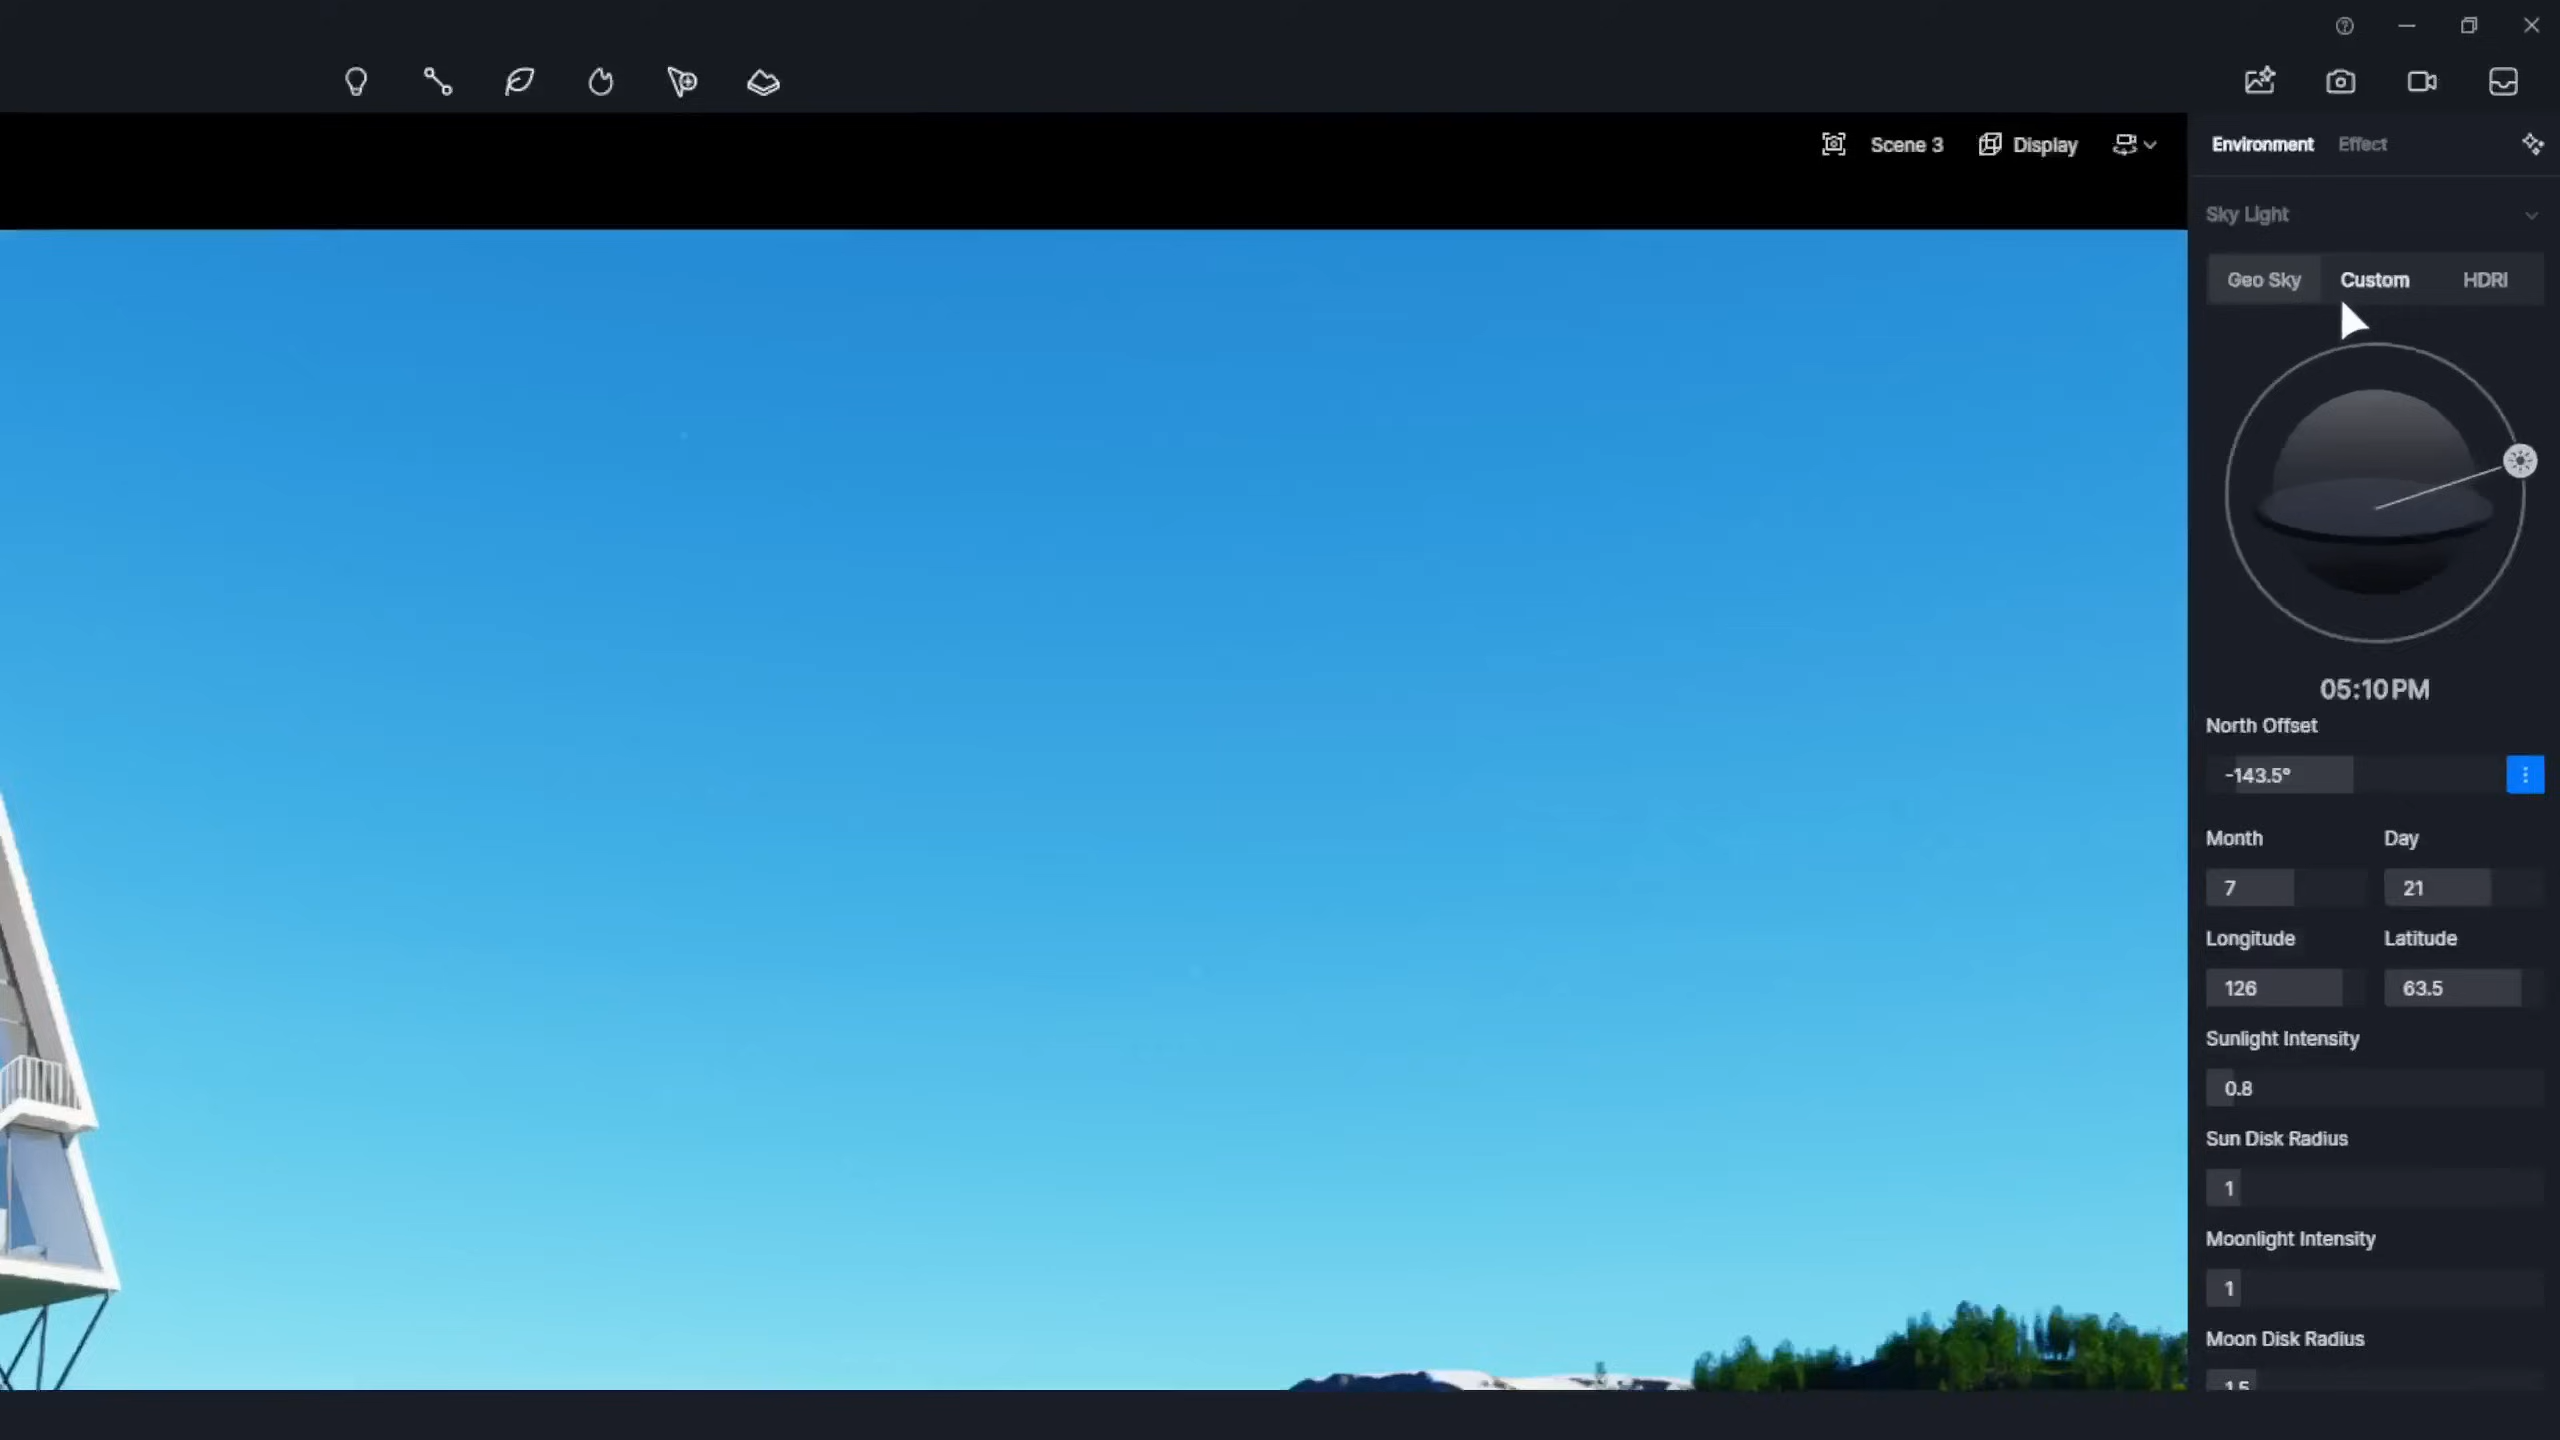 Scene 3 Display
Environment Effect
Sky Light
Geo Sky Custom HDRI
05:10PM
North Offset
-143.5°
Month Day
7 21
Longitude Latitude
126 63.5
Sunlight Intensity
0.8
Sun Disk Radius
1
Moonlight Intensity
1
Moon Disk Radius
1.5